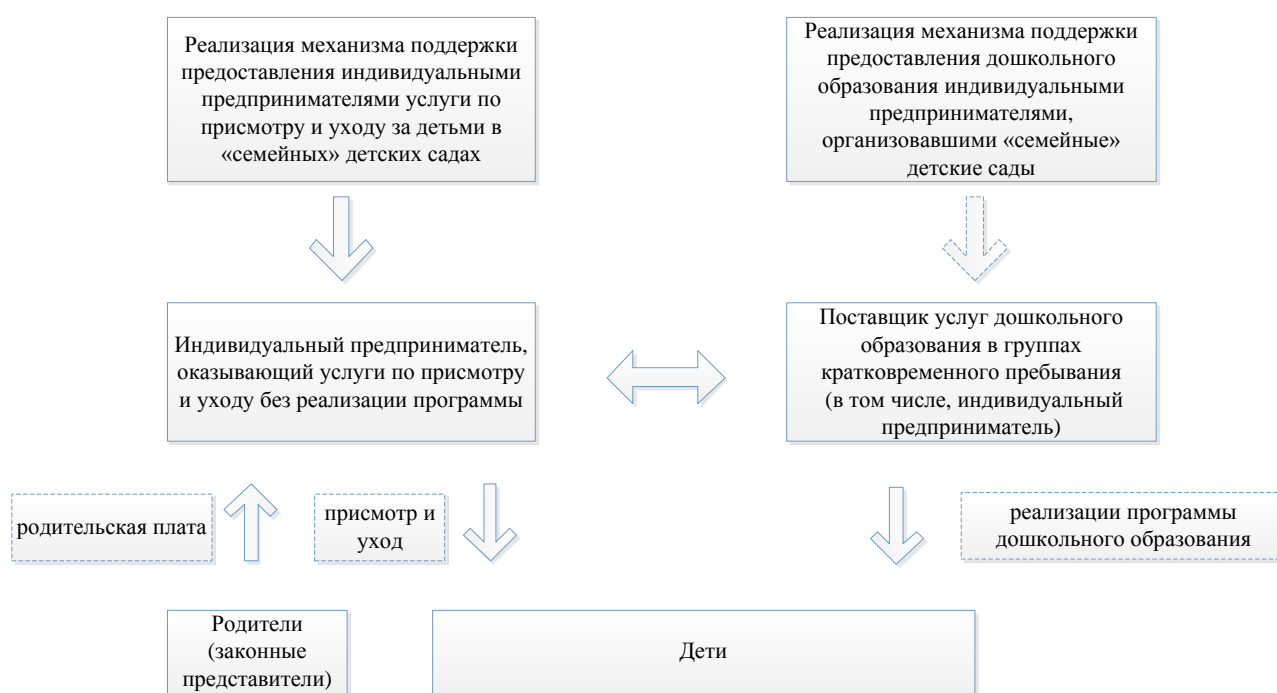 Реализация механизма поддержки
предоставления индивидуальными
предпринимателями услуги по
присмотру и уходу за детьми в
«семейных» детских садах
Реализация механизма поддержки
предоставления дошкольного
образования индивидуальными
предпринимателями,
организовавшими «семейные»
детские сады
Индивидуальный предприниматель,
оказывающий услуги по присмотру
и уходу без реализации программы
Поставщик услуг дошкольного
образования в группах
кратковременного пребывания
(в том числе, индивидуальный
предприниматель)
родительская плата
присмотр и
уход
реализации программы
дошкольного образования
Родители
(законные
представители)
Дети